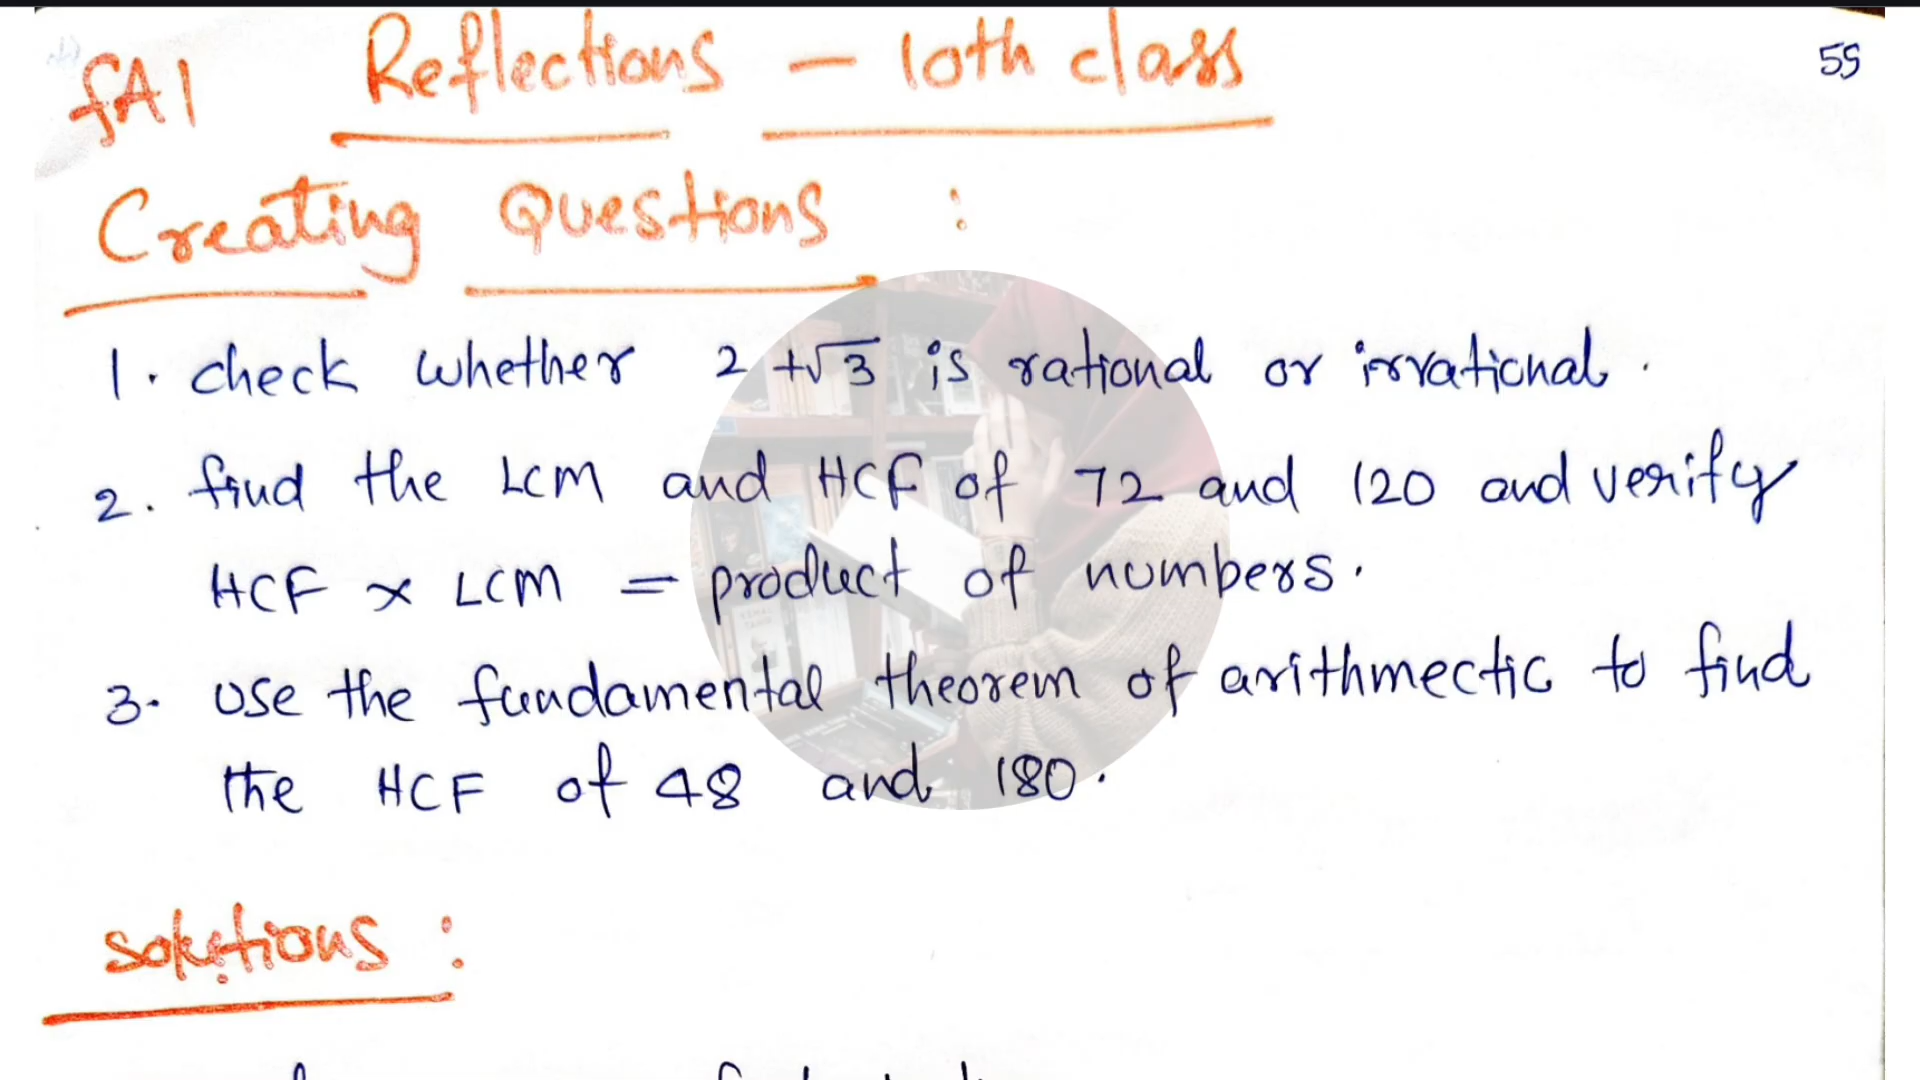 fA1 Reflections - 10th class
55
Creating Questions :
1. check whether 2 +√3 is rational or irrational.
2. find the LCM and HCF of 72 and 120 and verify
HCF x LCM = product of numbers.
3. Use the fundamental theorem of arithmectic to find
the HCF of 48 and 180.
solutions :